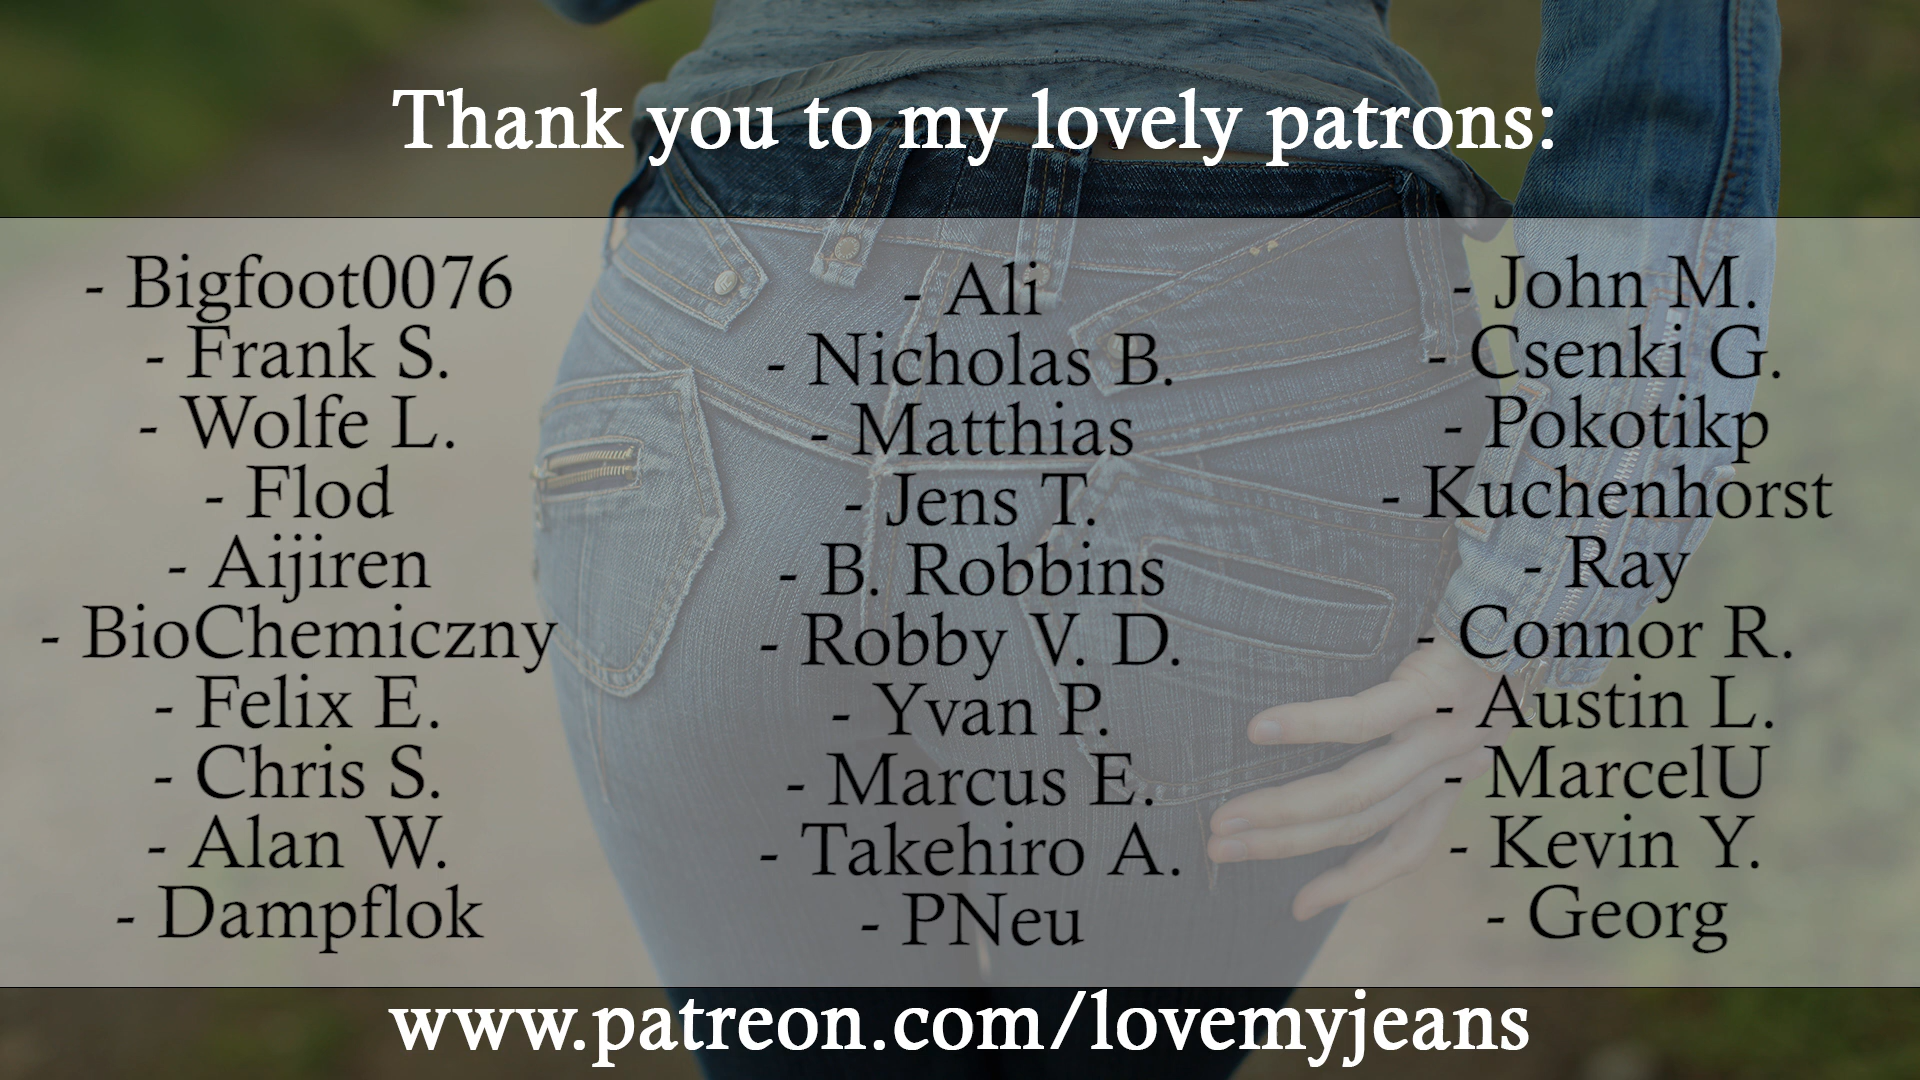 Thank you to my lovely patrons:
- Bigfoot0076
- Frank S.
- Wolfe L.
- Flod
- Aijiren
- BioChemiczny
- Felix E.
- Chris S.
- Alan W.
- Dampflok
- Ali
- Nicholas B.
- Matthias
- Jens T.
- B. Robbins
- Robby V. D.
- Yvan P.
- Marcus E.
- Takehiro A.
- PNeu
- John M.
- Csenki G.
- Pokotikp
- Kuchenhorst
- Ray
- Connor R.
- Austin L.
- MarcelU
- Kevin Y.
- Georg
www.patreon.com/lovemyjeans